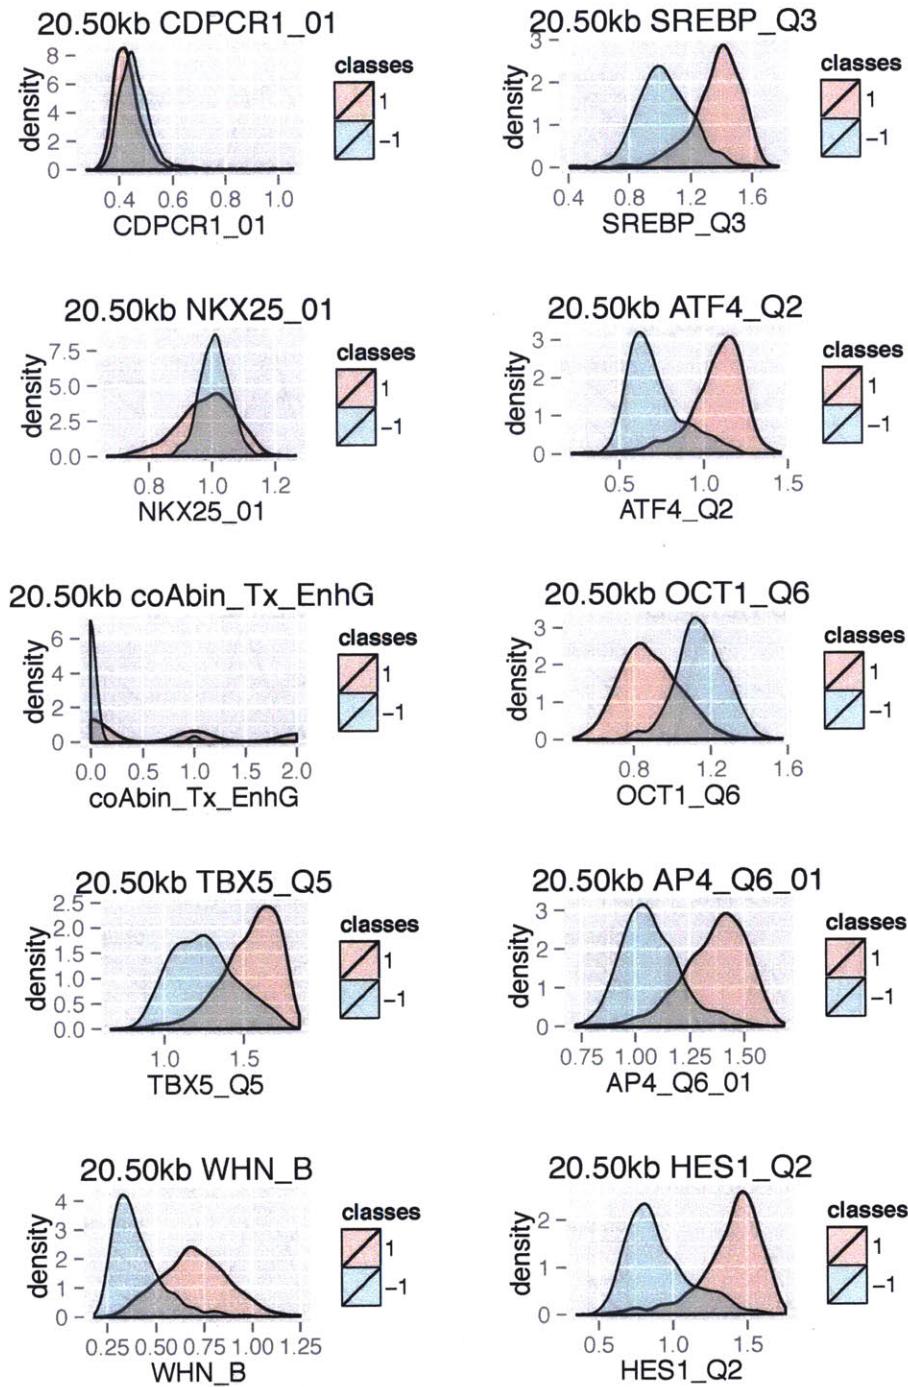 20.50kb CDPCR1_01
density
8
6
4
2
0
0.4 0.6 0.8 1.0
CDPCR1_01
classes
1
-1
20.50kb SREBP_Q3
density
3
2
1
0
0.4 0.8 1.2 1.6
SREBP_Q3
classes
1
-1
20.50kb NKX25_01
density
7.5
5.0
2.5
0.0
0.8 1.0 1.2
NKX25_01
classes
1
-1
20.50kb ATF4_Q2
density
3
2
1
0
0.5 1.0 1.5
ATF4_Q2
classes
1
-1
20.50kb coAbin_Tx_EnhG
density
6
4
2
0
0.0 0.5 1.0 1.5 2.0
coAbin_Tx_EnhG
classes
1
-1
20.50kb OCT1_Q6
density
3
2
1
0
0.8 1.2 1.6
OCT1_Q6
classes
1
-1
20.50kb TBX5_Q5
density
2.5
2.0
1.5
1.0
0.5
0.0
1.0 1.5
TBX5_Q5
classes
1
-1
20.50kb AP4_Q6_01
density
3
2
1
0
0.75 1.00 1.25 1.50
AP4_Q6_01
classes
1
-1
20.50kb WHN_B
density
4
3
2
1
0
0.25 0.50 0.75 1.00 1.25
WHN_B
classes
1
-1
20.50kb HES1_Q2
density
2
1
0
0.5 1.0 1.5
HES1_Q2
classes
1
-1